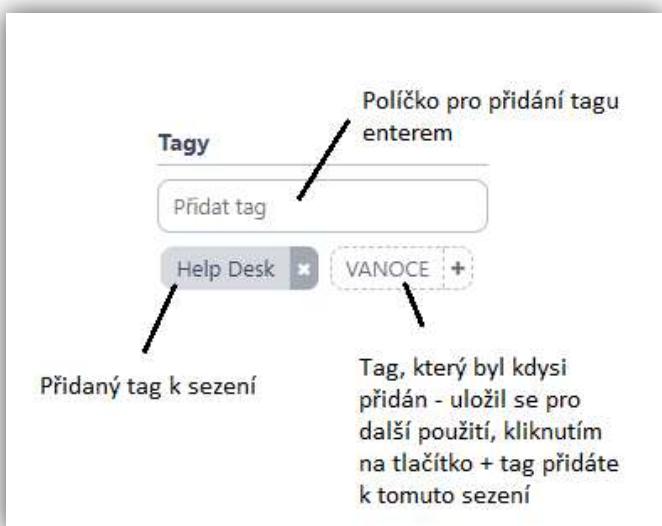 Políčko pro přidání tagu
enterem
Tagy
Přidat tag
Help Desk ×
VANOCE +
Přidaný tag k sezení
Tag, který byl kdysi
přidán - uložil se pro
další použití, kliknutím
na tlačítko + tag přidáte
k tomuto sezení